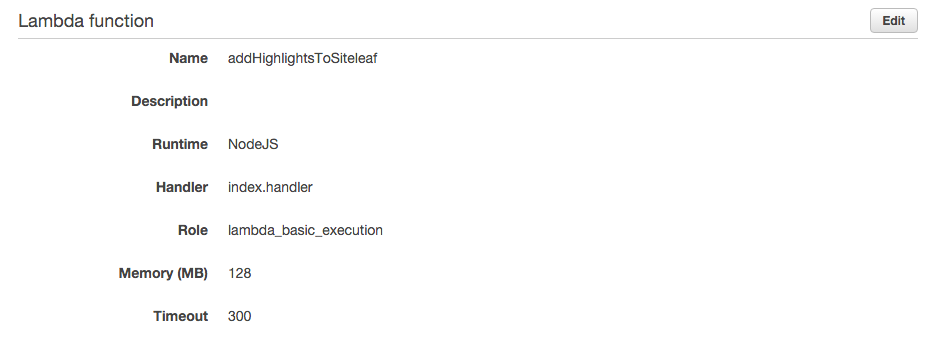 Lambda function Edit
Name addHighlightsToSiteleaf
Description
Runtime NodeJS
Handler index.handler
Role lambda_basic_execution
Memory (MB) 128
Timeout 300